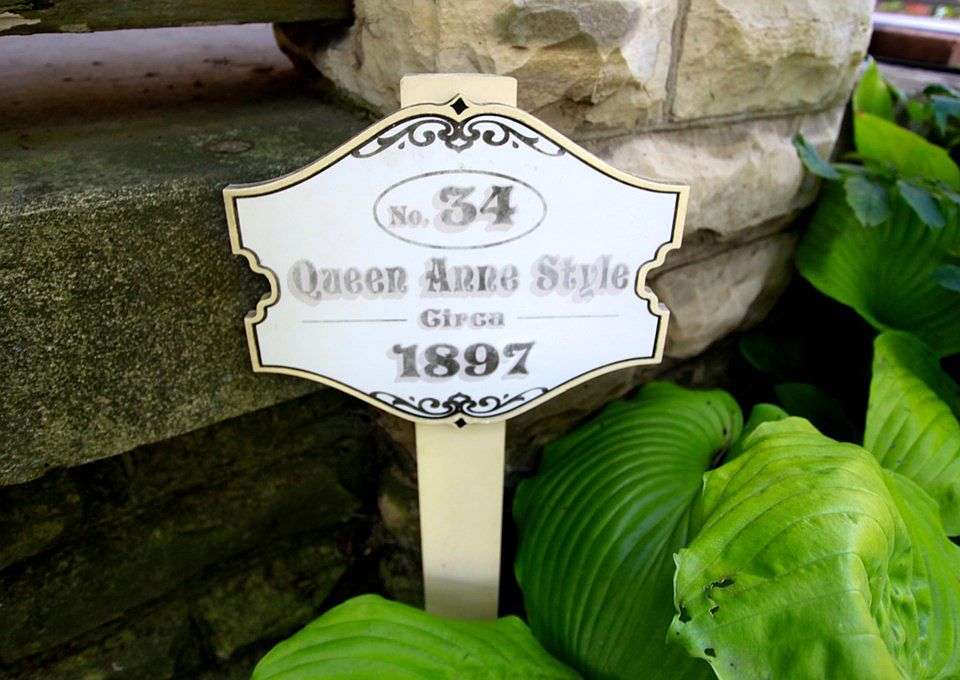 No. 34
Queen Anne Style
Circa
1897